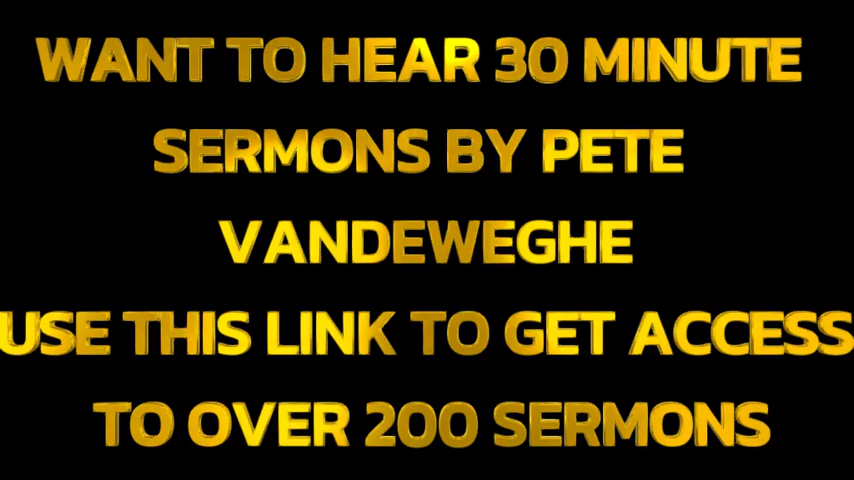 WANT TO HEAR 30 MINUTE
SERMONS BY PETE
VANDEWEGHE
USE THIS LINK TO GET ACCESS
TO OVER 200 SERMONS